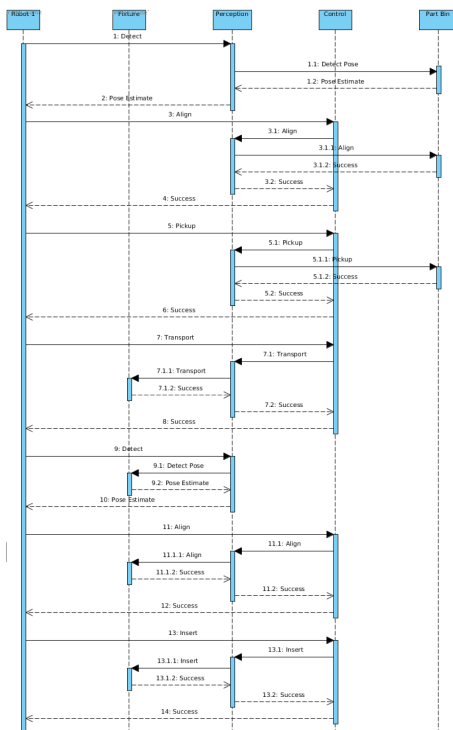 Robot 1 Fixture Perception Control Part Bin
1: Detect
1.1: Detect Pose
1.2: Pose Estimate
2: Pose Estimate
3: Align
3.1: Align
3.1.1: Align
3.1.2: Success
3.2: Success
4: Success
5: Pickup
5.1: Pickup
5.1.1: Pickup
5.1.2: Success
5.2: Success
6: Success
7: Transport
7.1: Transport
7.1.1: Transport
7.1.2: Success
7.2: Success
8: Success
9: Detect
9.1: Detect Pose
9.2: Pose Estimate
10: Pose Estimate
11: Align
11.1: Align
11.1.1: Align
11.1.2: Success
11.2: Success
12: Success
13: Insert
13.1: Insert
13.1.1: Insert
13.1.2: Success
13.2: Success
14: Success